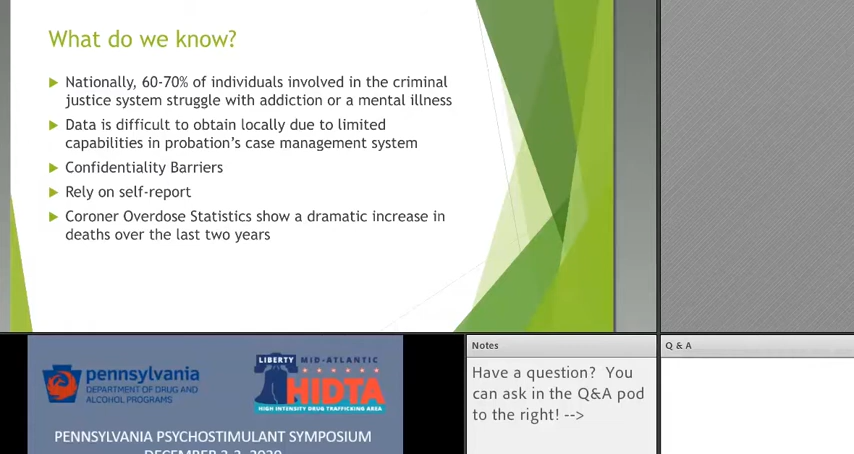 What do we know?
Nationally, 60-70% of individuals involved in the criminal
justice system struggle with addiction or a mental illness
Data is difficult to obtain locally due to limited
capabilities in probation's case management system
Confidentiality Barriers
Rely on self-report
Coroner Overdose Statistics show a dramatic increase in
deaths over the last two years
pennsylvania
DEPARTMENT OF DRUG AND
ALCOHOL PROGRAMS
LIBERTY MID-ATLANTIC
HIDTA
HIGH INTENSITY DRUG TRAFFICKING AREA
PENNSYLVANIA PSYCHOSTIMULANT SYMPOSIUM
DECEMBER 2-3, 2020
Notes
Have a question? You
can ask in the Q&A pod
to the right! -->
Q & A